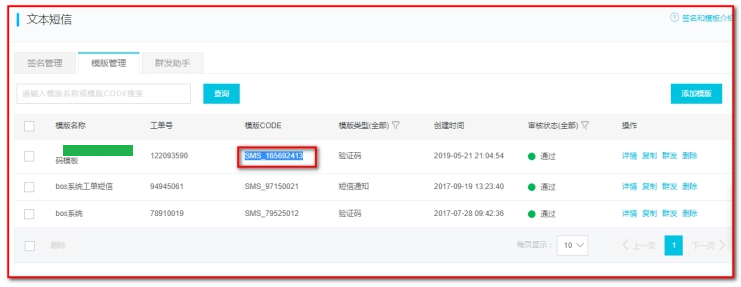 文本短信
签名和模板介绍
签名管理 模板管理 群发助手
请输入模板名称或模板CODE搜索 查询 添加模板
模板名称 工单号 模板CODE 模板类型(全部) 创建时间 审核状态(全部) 操作
码模板 122093590 SMS_165692413 验证码 2019-05-21 21:04:54 通过 详情 复制 群发 删除
bos系统工单短信 94945061 SMS_97150021 短信通知 2017-09-19 13:23:40 通过 详情 复制 群发 删除
bos系统 78910019 SMS_79525012 验证码 2017-07-28 09:42:36 通过 详情 复制 群发 删除
删除 每页显示： 10 上一页 1 下一页